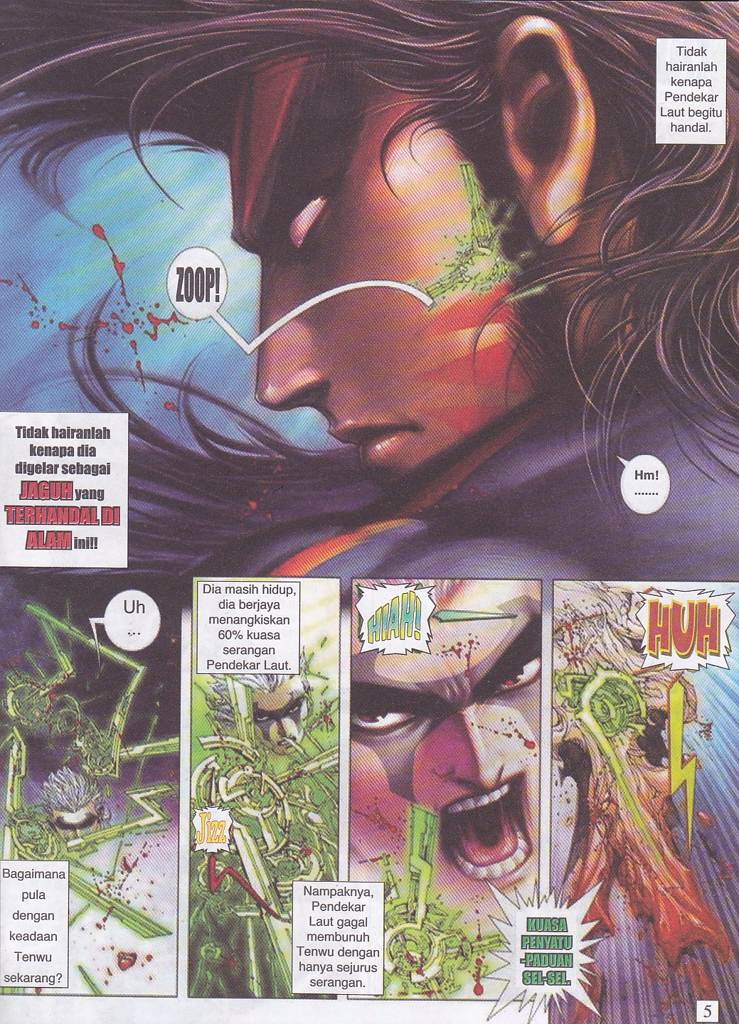 Tidak
hairanlah
kenapa
Pendekar
Laut begitu
handal.
ZOOP!
Tidak hairanlah
kenapa dia
digelar sebagai
JAGUH yang
TERHANDAL DI
ALAM ini!!
Hm!
.......
Uh
...
Bagaimana
pula
dengan
keadaan
Tenwu
sekarang?
Dia masih hidup,
dia berjaya
menangkiskan
60% kuasa
serangan
Pendekar Laut.
Jizz
Nampaknya,
Pendekar
Laut gagal
membunuh
Tenwu dengan
hanya sejurus
serangan.
HIAH!
KUASA
PENYATU
-PADUAN
SEL-SEL.
HUH
5